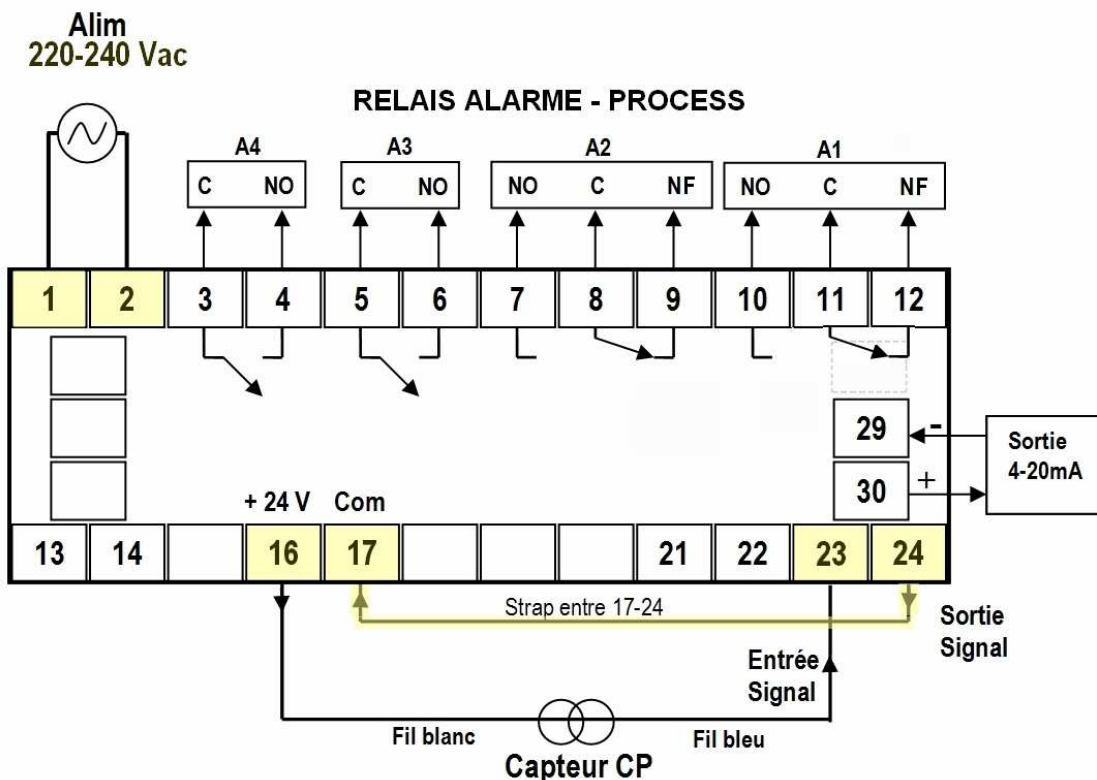 Alim
220-240 Vac
RELAIS ALARME - PROCESS
A4 A3 A2 A1
C NO C NO NO C NF NO C NF
1 2 3 4 5 6 7 8 9 10 11 12
29 -
Sortie
4-20mA
30 +
+ 24 V Com
13 14 16 17 21 22 23 24
Strap entre 17-24
Sortie
Signal
Entrée
Signal
Fil blanc Fil bleu
Capteur CP